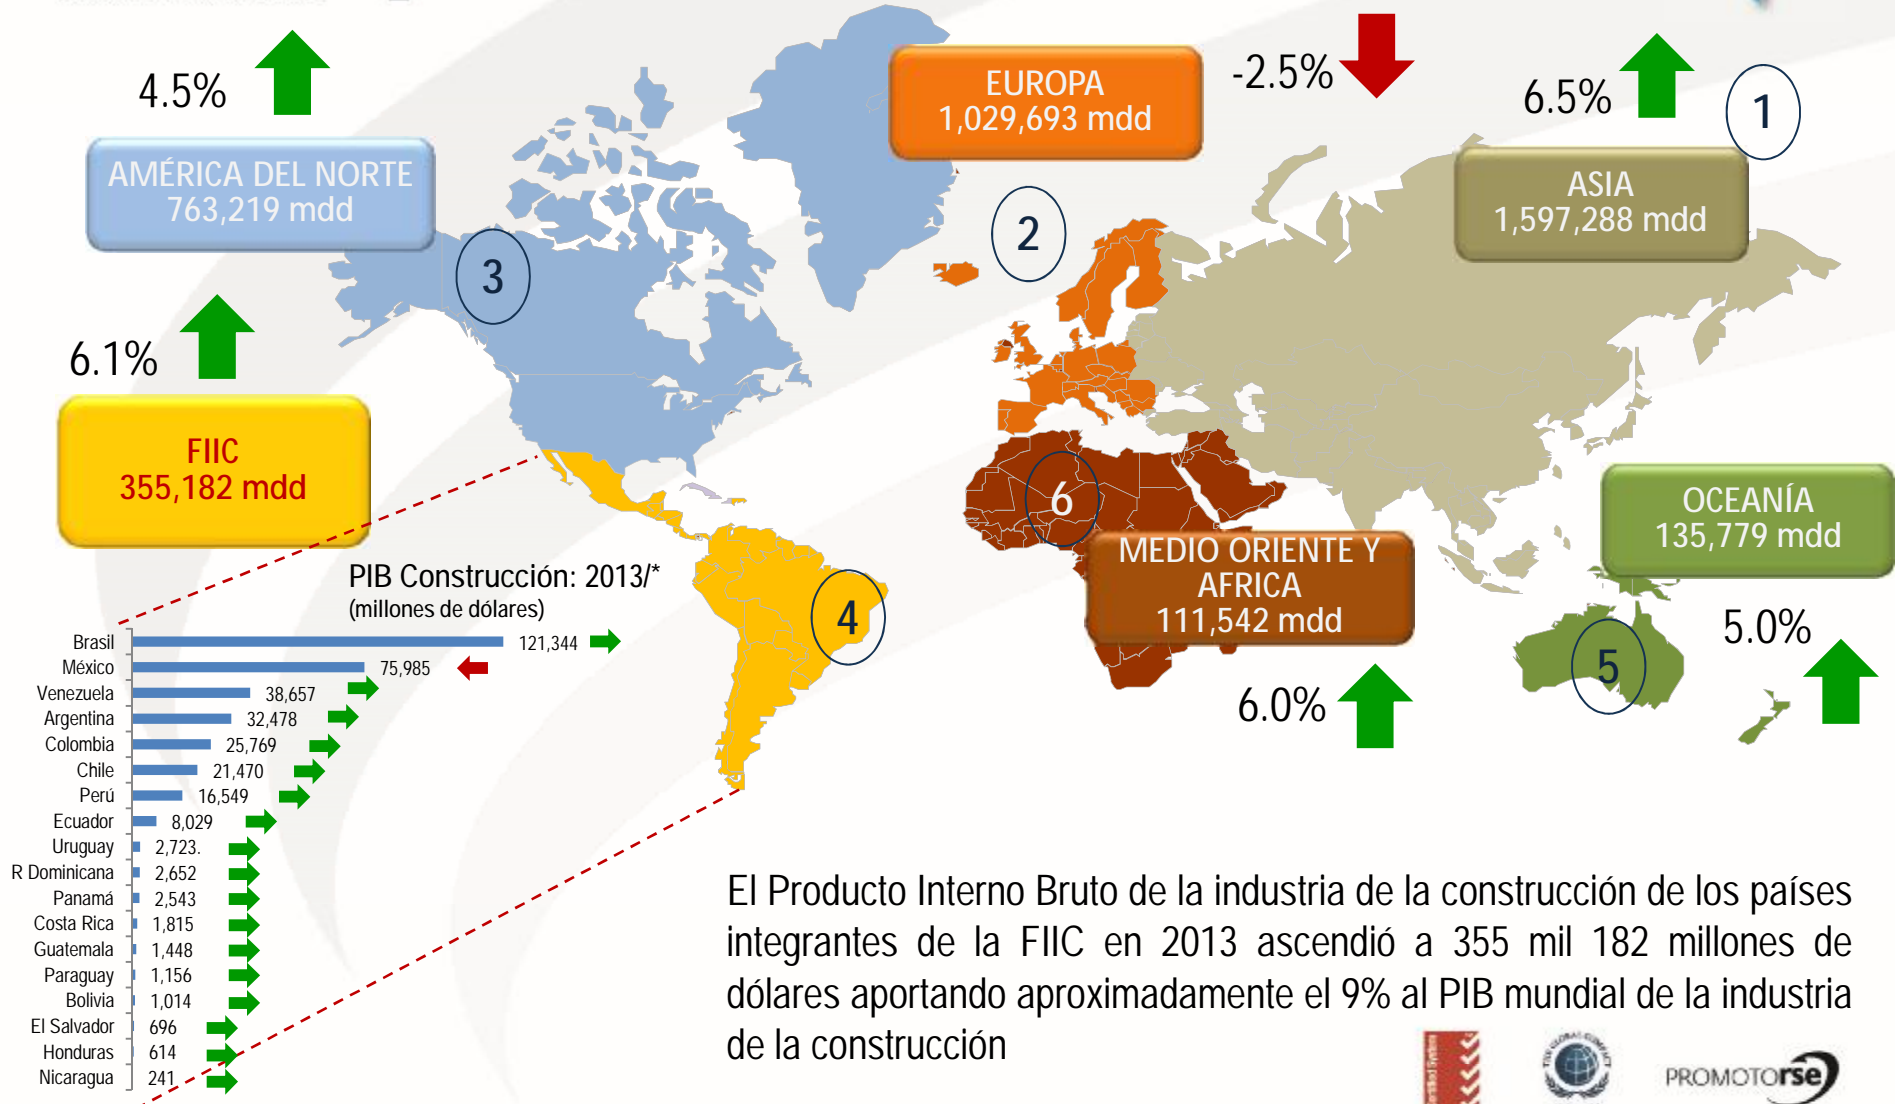 4.5%
AMÉRICA DEL NORTE
763,219 mdd
3
EUROPA
1,029,693 mdd
-2.5%
2
6.5%
1
ASIA
1,597,288 mdd
6.1%
FIIC
355,182 mdd
4
6
MEDIO ORIENTE Y
AFRICA
111,542 mdd
6.0%
OCEANÍA
135,779 mdd
5.0%
5
PIB Construcción: 2013/*
(millones de dólares)
Brasil 121,344
México 75,985
Venezuela 38,657
Argentina 32,478
Colombia 25,769
Chile 21,470
Perú 16,549
Ecuador 8,029
Uruguay 2,723.
R Dominicana 2,652
Panamá 2,543
Costa Rica 1,815
Guatemala 1,448
Paraguay 1,156
Bolivia 1,014
El Salvador 696
Honduras 614
Nicaragua 241
El Producto Interno Bruto de la industria de la construcción de los países
integrantes de la FIIC en 2013 ascendió a 355 mil 182 millones de
dólares aportando aproximadamente el 9% al PIB mundial de la industria
de la construcción
THE GLOBAL COMPACT
PROMOTORSE